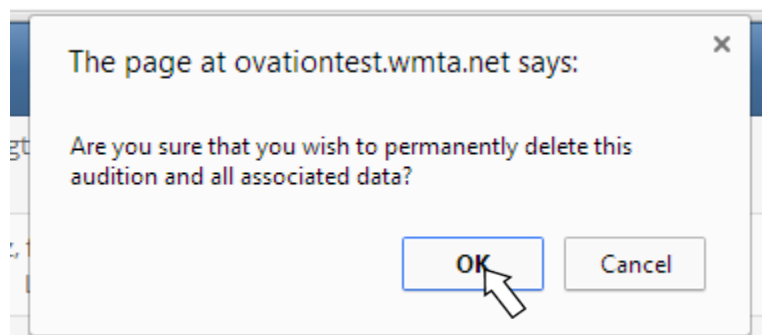 The page at ovationtest.wmta.net says:
Are you sure that you wish to permanently delete this
audition and all associated data?
OK Cancel